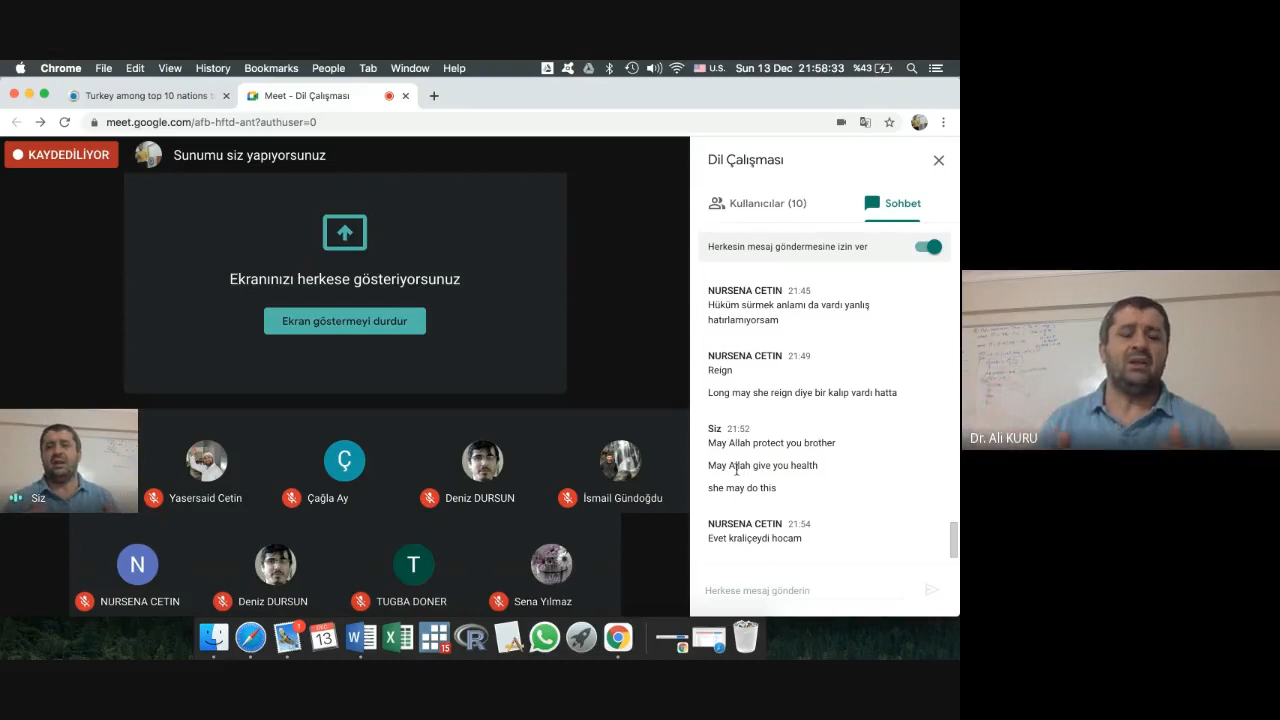 Chrome File Edit View History Bookmarks People Tab Window Help
U.S. Sun 13 Dec 21:58:33 %43
Turkey among top 10 nations
Meet - Dil Çalışması
meet.google.com/afb-hftd-ant?authuser=0
KAYDEDİLİYOR
Sunumu siz yapıyorsunuz
Ekranınızı herkese gösteriyorsunuz
Ekran göstermeyi durdur
Siz
Yasersaid Cetin
Ç
Çağla Ay
Deniz DURSUN
İsmail Gündoğdu
N
NURSENA CETIN
Deniz DURSUN
T
TUGBA DONER
Sena Yılmaz
Dil Çalışması
Kullanıcılar (10)
Sohbet
Herkesin mesaj göndermesine izin ver
NURSENA CETIN 21:45
Hüküm sürmek anlamı da vardı yanlış
hatırlamıyorsam
NURSENA CETIN 21:49
Reign
Long may she reign diye bir kalıp vardı hatta
Siz 21:52
May Allah protect you brother
May Allah give you health
she may do this
NURSENA CETIN 21:54
Evet kraliçeydi hocam
Herkese mesaj gönderin
1
DEC
13
W
X
15
R
Dr. Ali KURU